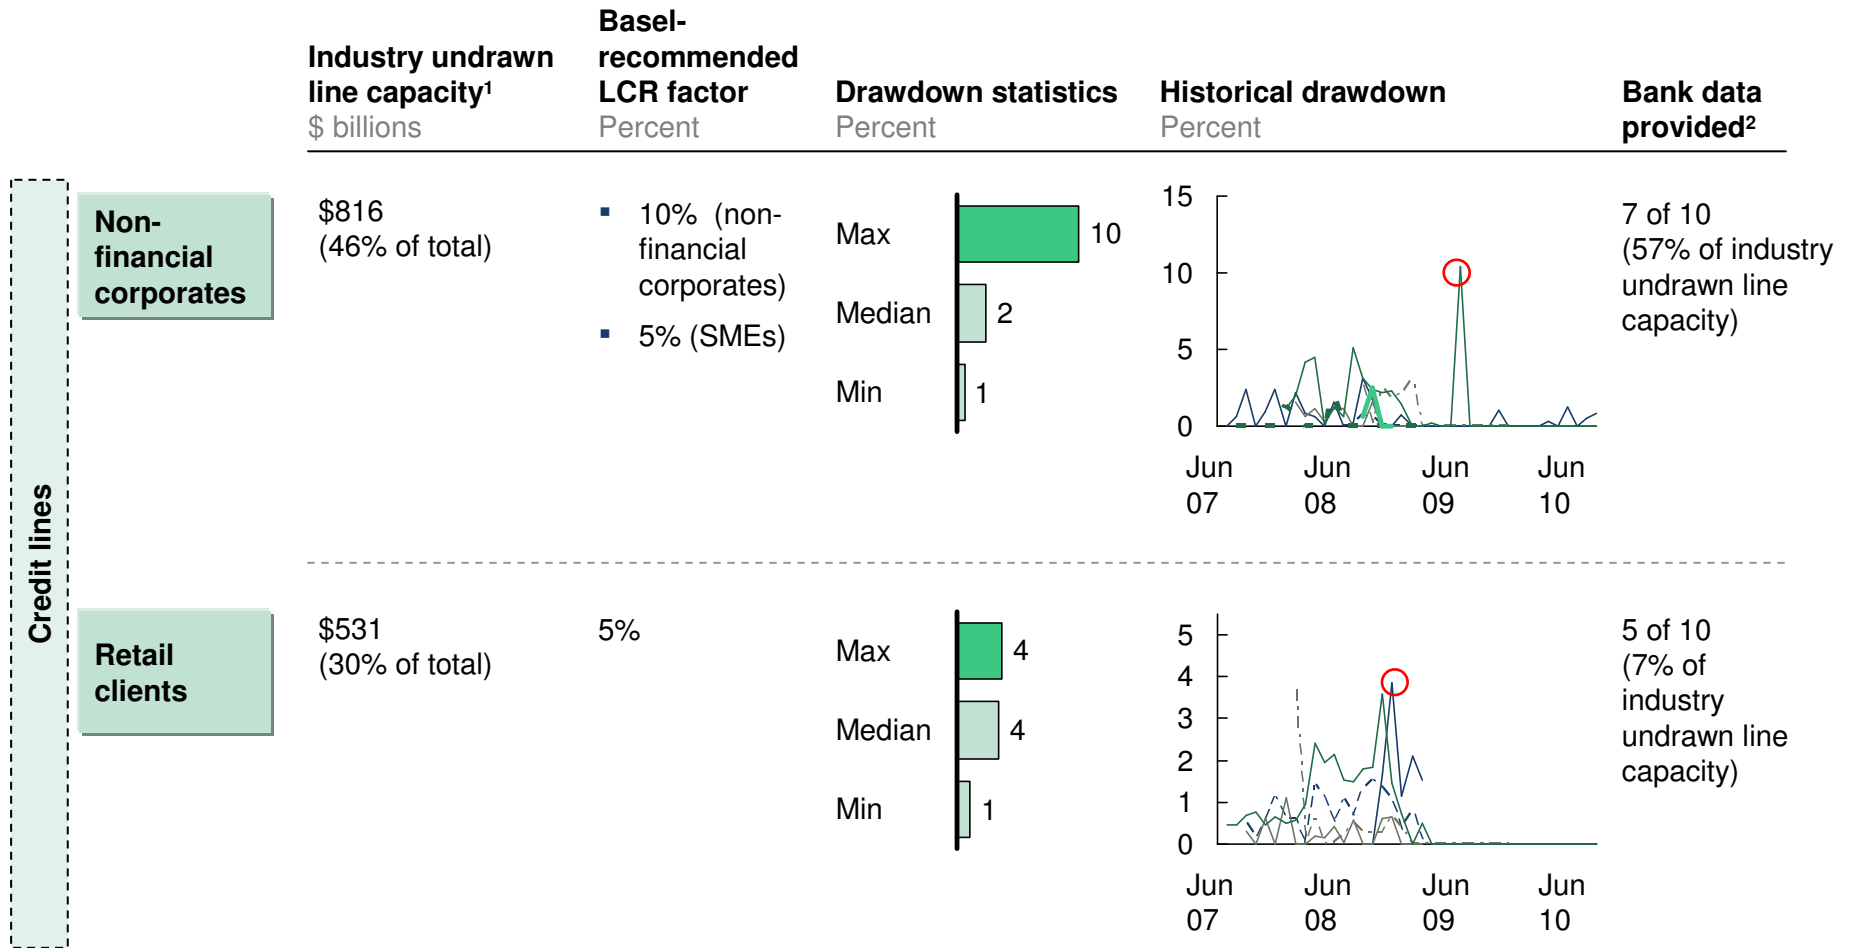 Industry undrawn
line capacity¹
$ billions
Basel-
recommended
LCR factor
Percent
Drawdown statistics
Percent
Historical drawdown
Percent
Bank data
provided²
Credit lines
Non-
financial
corporates
$816
(46% of total)
▪ 10% (non-
financial
corporates)
▪ 5% (SMEs)
Max 10
Median 2
Min 1
15
10
5
0
Jun Jun Jun Jun
07 08 09 10
7 of 10
(57% of industry
undrawn line
capacity)
Retail
clients
$531
(30% of total)
5%
Max 4
Median 4
Min 1
5
4
3
2
1
0
Jun Jun Jun Jun
07 08 09 10
5 of 10
(7% of
industry
undrawn line
capacity)